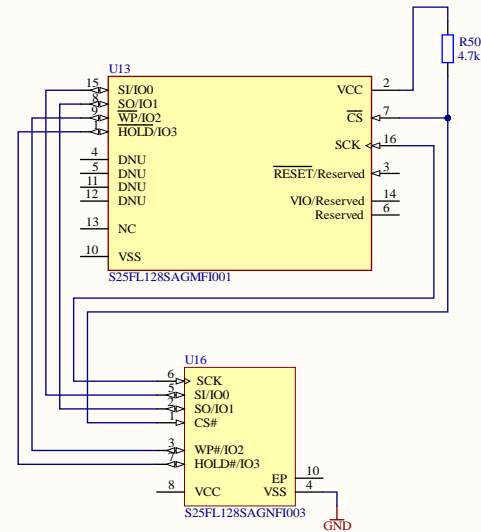 R50
4.7k
U13
15 SI/IO0
8 SO/IO1
9 WP/IO2
1 HOLD/IO3
4 DNU
5 DNU
11 DNU
12 DNU
13 NC
10 VSS
VCC 2
CS 7
SCK 16
RESET/Reserved 3
VIO/Reserved 14
Reserved 6
S25FL128SAGMFI001
U16
6 SCK
5 SI/IO0
2 SO/IO1
1 CS#
3 WP#/IO2
7 HOLD#/IO3
8 VCC
EP 10
VSS 4
S25FL128SAGNFI003
GND